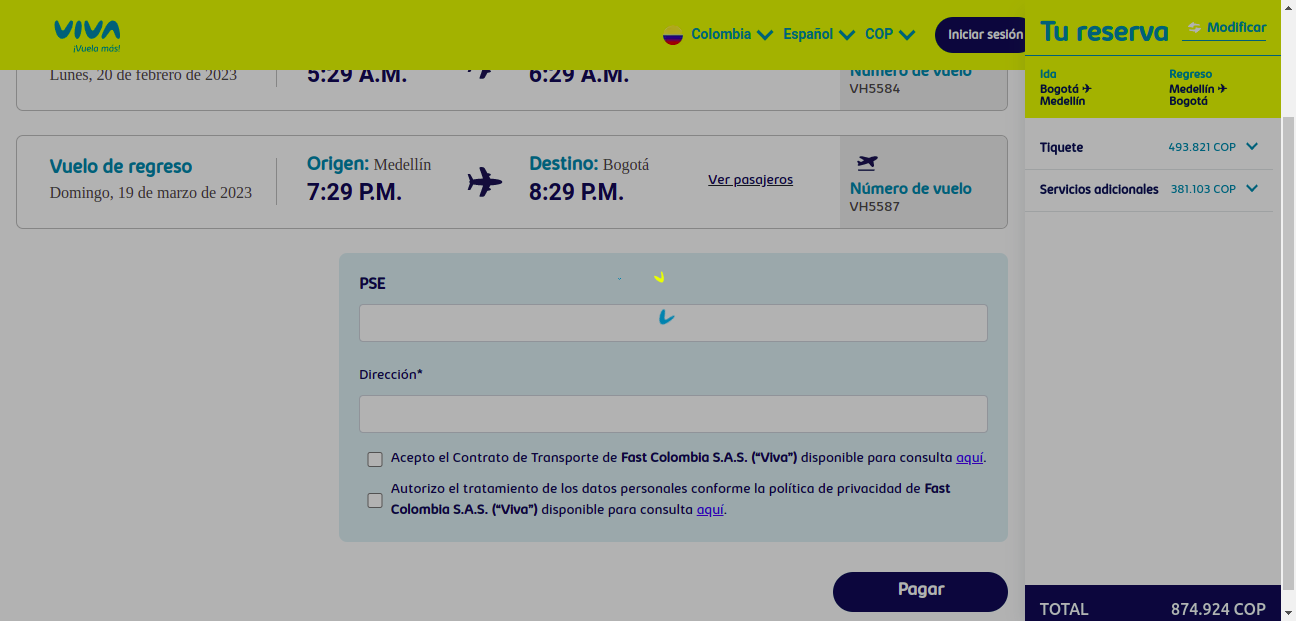 VIVA
¡Vuela más!
Colombia
Español
COP
Iniciar sesión
Tu reserva
Modificar
Ida
Bogotá ✈
Medellín
Regreso
Medellín ✈
Bogotá
Lunes, 20 de febrero de 2023
5:29 A.M.
6:29 A.M.
Número de vuelo
VH5584
Vuelo de regreso
Domingo, 19 de marzo de 2023
Origen: Medellín
7:29 P.M.
Destino: Bogotá
8:29 P.M.
Ver pasajeros
Número de vuelo
VH5587
Tiquete 493.821 COP
Servicios adicionales 381.103 COP
PSE
Dirección*
Acepto el Contrato de Transporte de Fast Colombia S.A.S. (“Viva”) disponible para consulta aquí.
Autorizo el tratamiento de los datos personales conforme la política de privacidad de Fast
Colombia S.A.S. (“Viva”) disponible para consulta aquí.
Pagar
TOTAL 874.924 COP